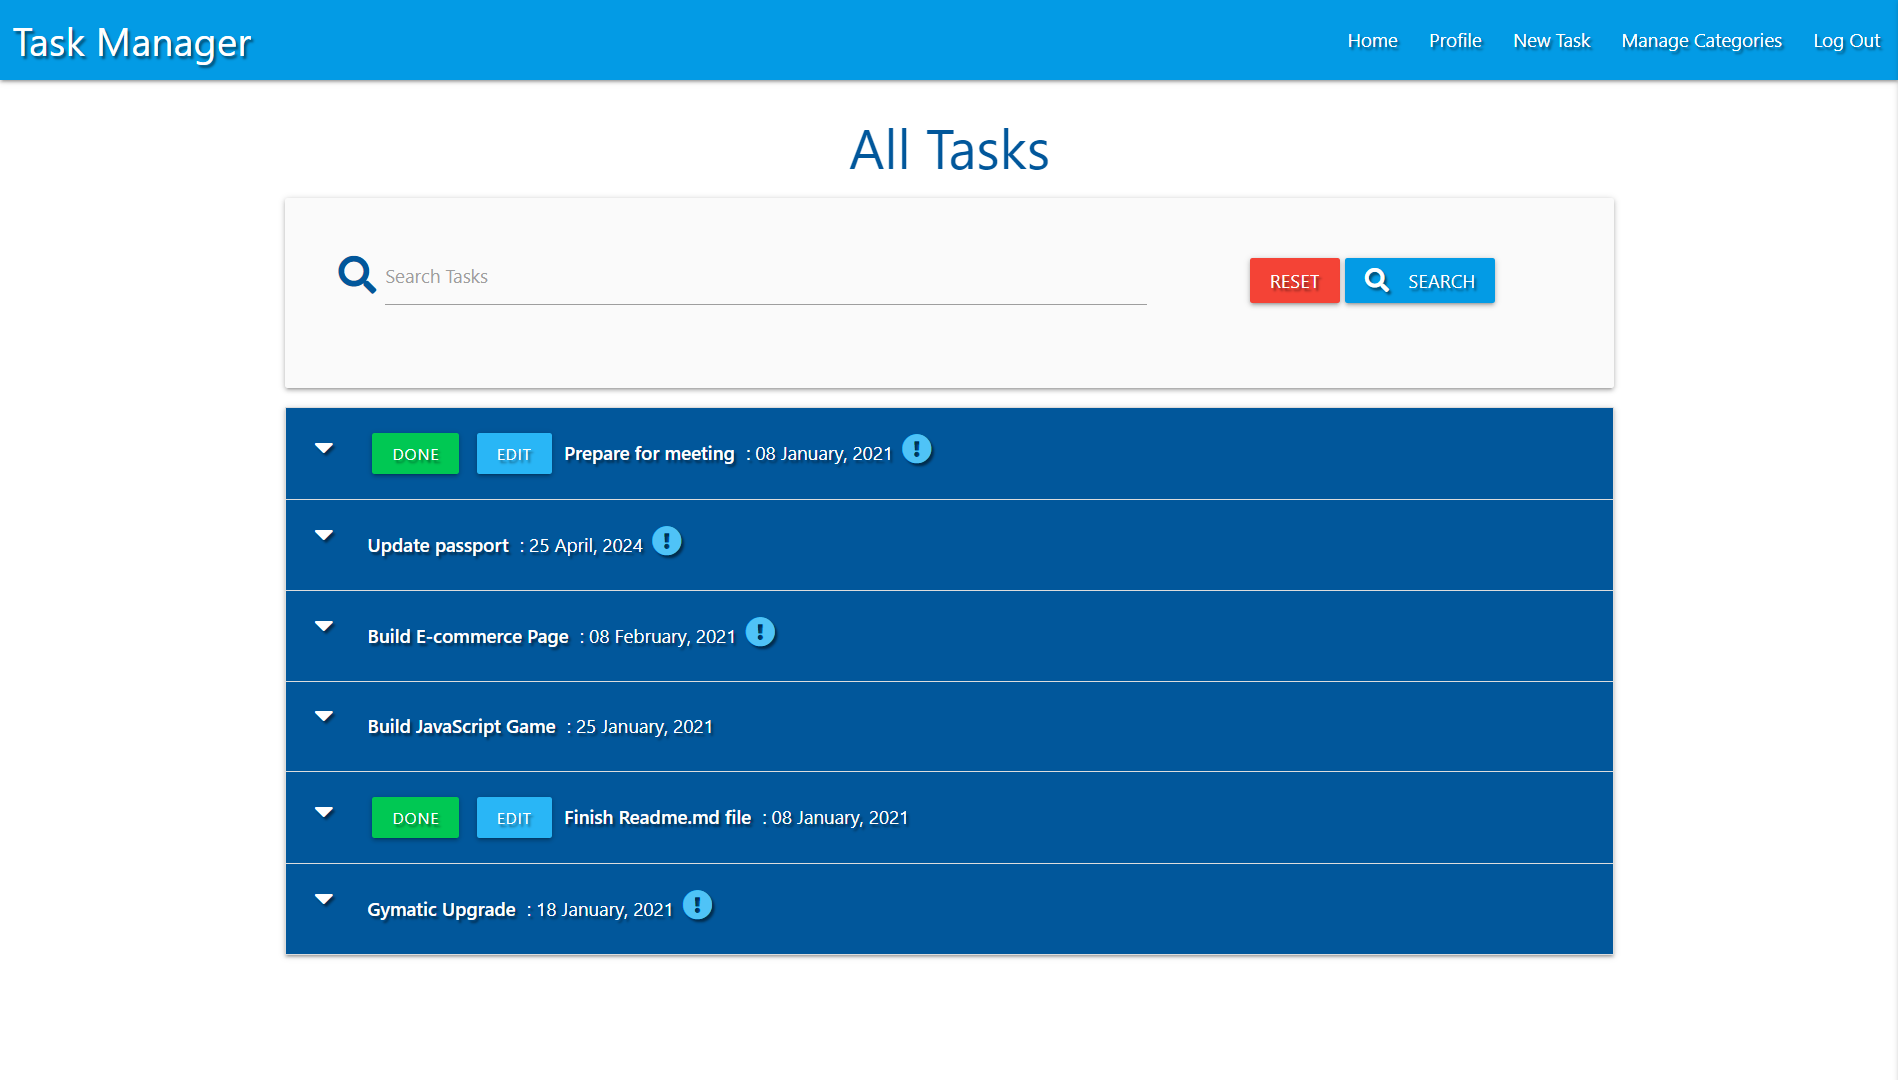 Task Manager
Home Profile New Task Manage Categories Log Out
All Tasks
Search Tasks
RESET SEARCH
DONE EDIT Prepare for meeting : 08 January, 2021
Update passport : 25 April, 2024
Build E-commerce Page : 08 February, 2021
Build JavaScript Game : 25 January, 2021
DONE EDIT Finish Readme.md file : 08 January, 2021
Gymatic Upgrade : 18 January, 2021